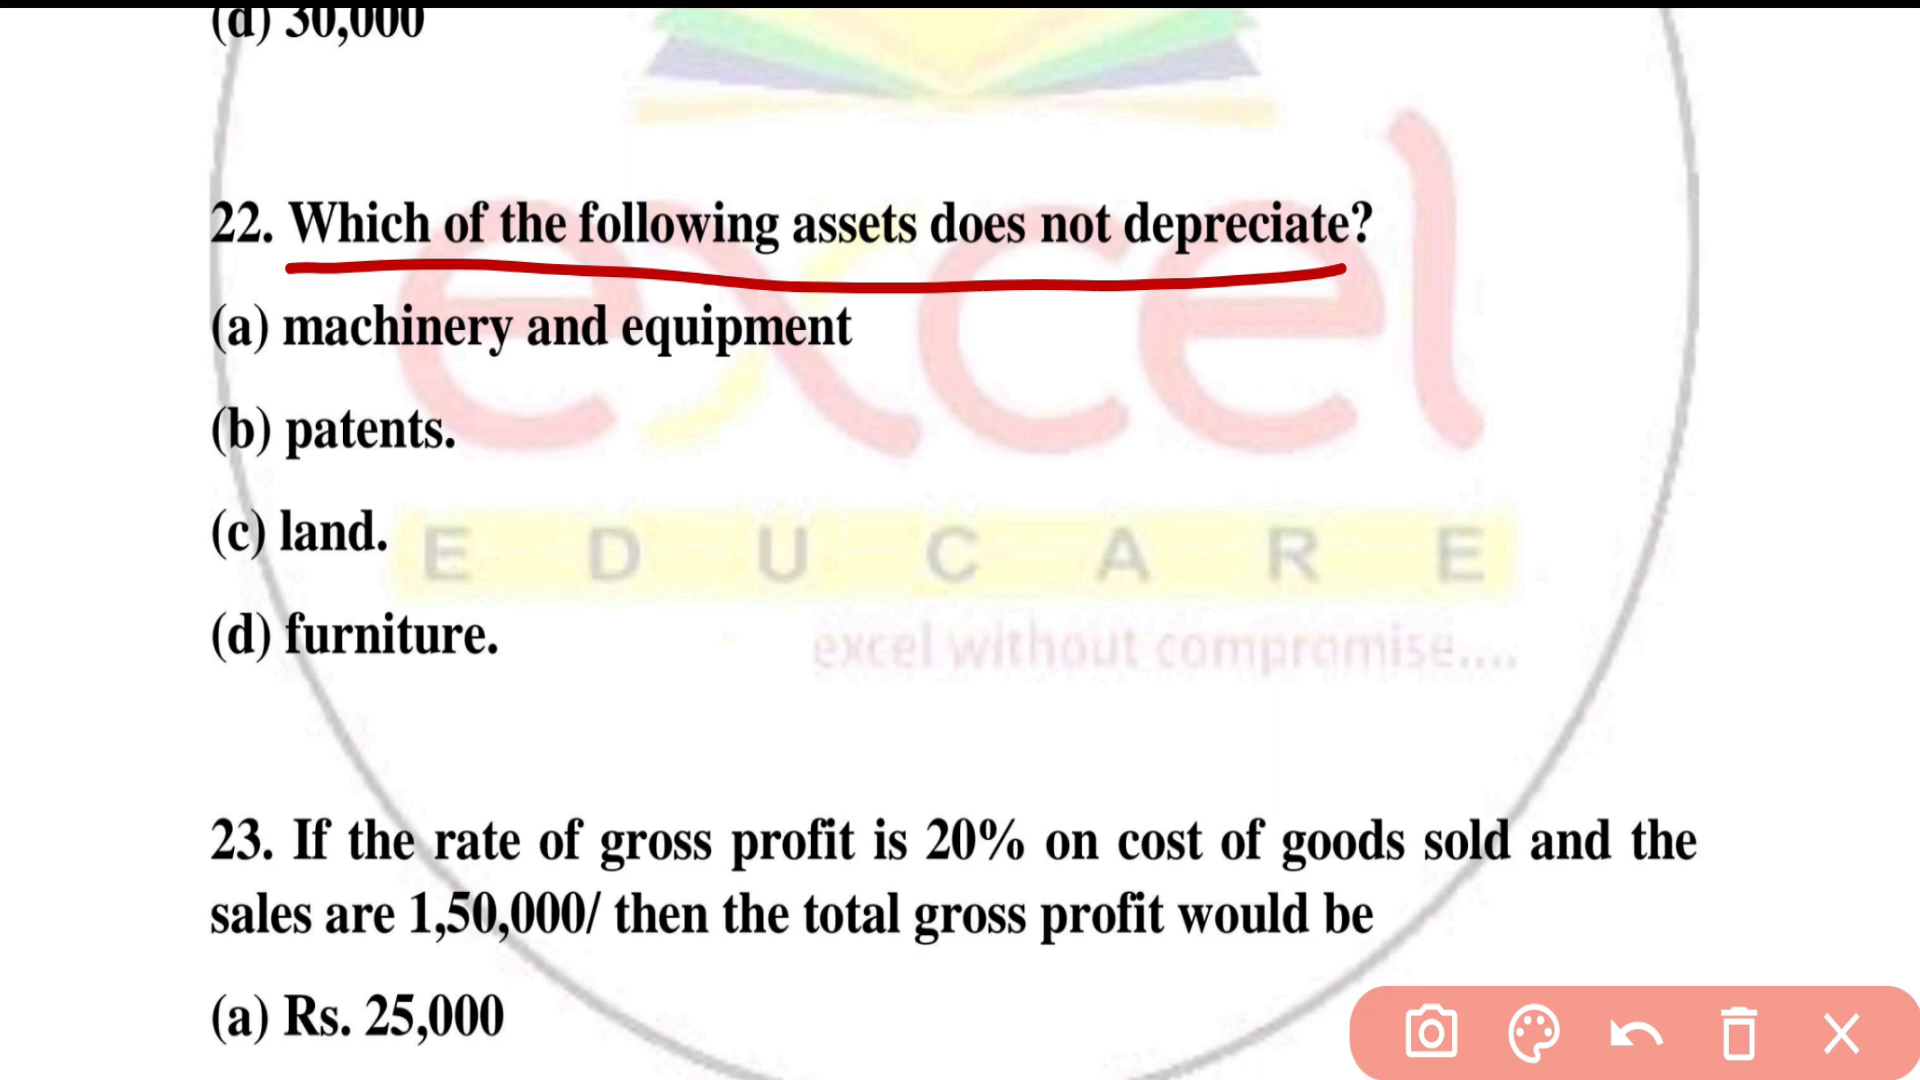 (d) 30,000
22. Which of the following assets does not depreciate?
(a) machinery and equipment
(b) patents.
(c) land.
(d) furniture.
23. If the rate of gross profit is 20% on cost of goods sold and the
sales are 1,50,000/ then the total gross profit would be
(a) Rs. 25,000
excel
EDUCARE
excel without compromise....